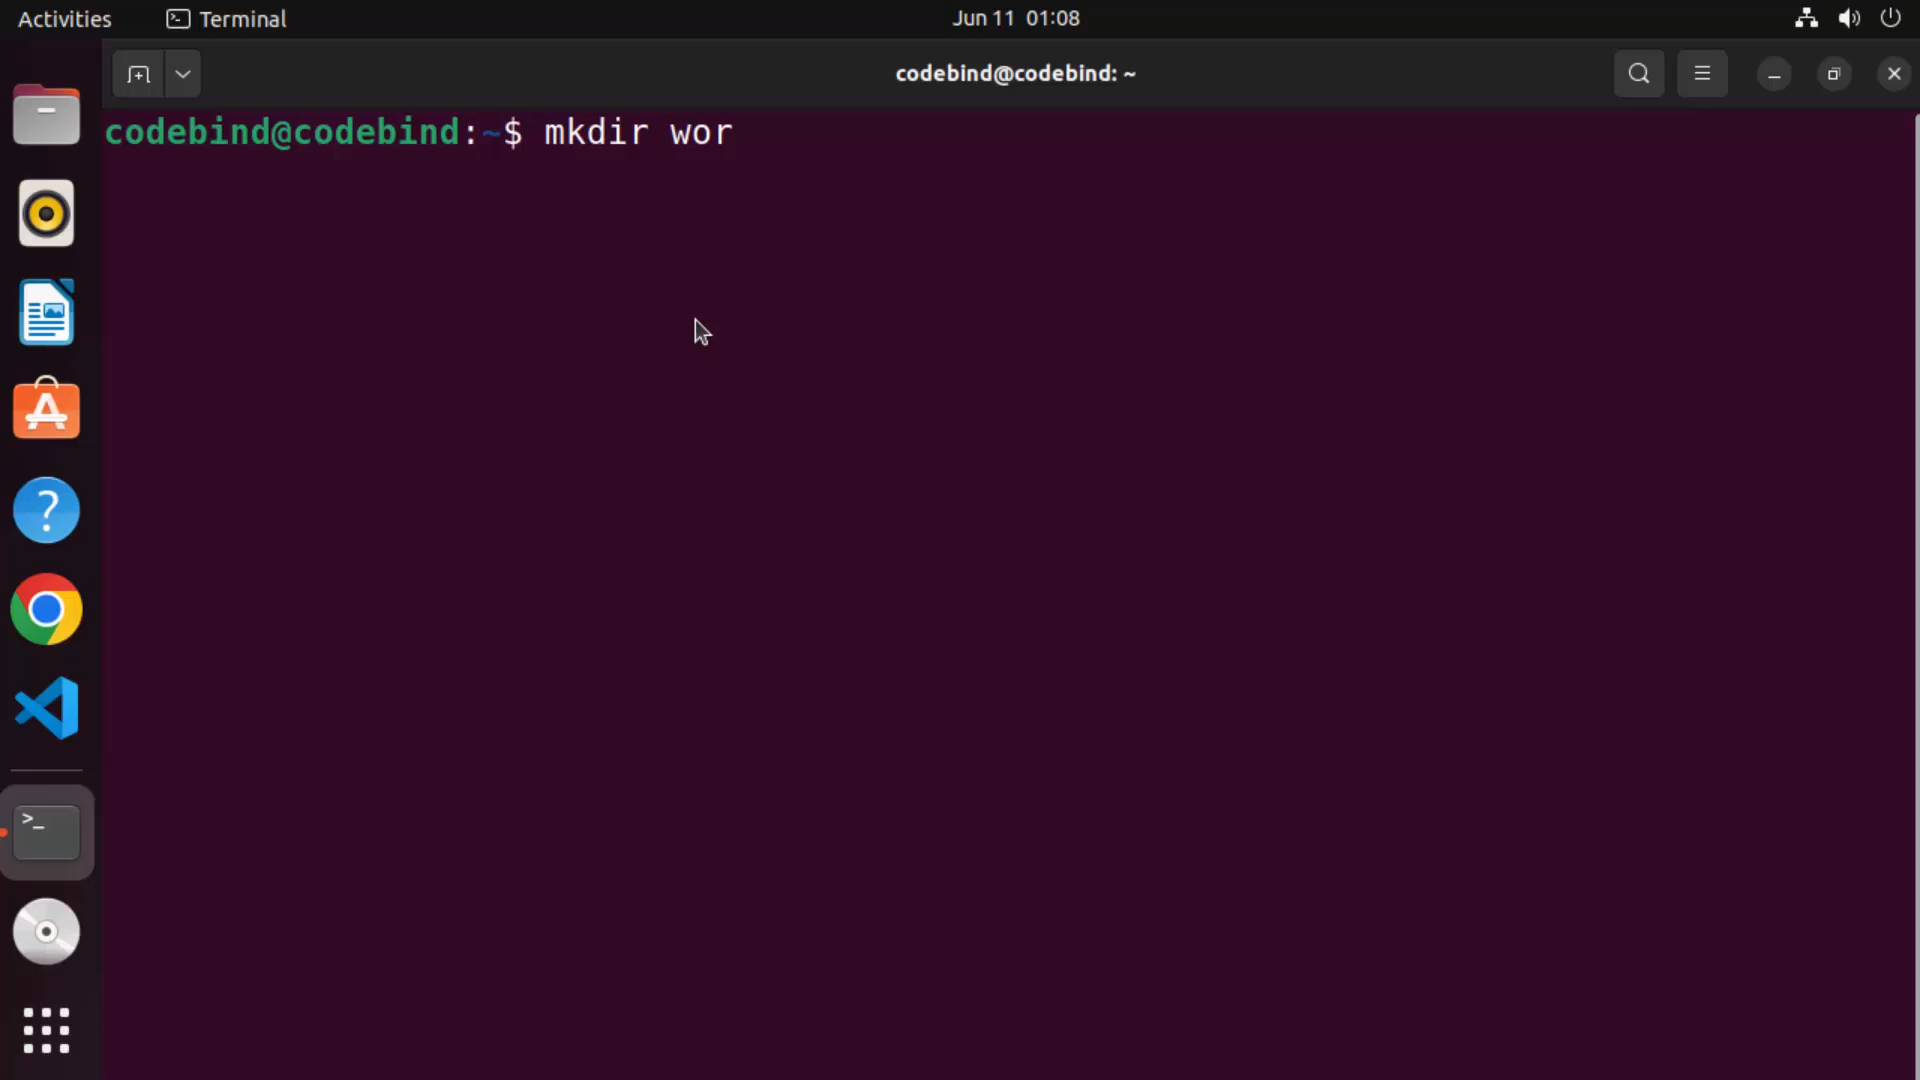 Activities Terminal Jun 11 01:08
codebind@codebind: ~
codebind@codebind:~$ mkdir wor